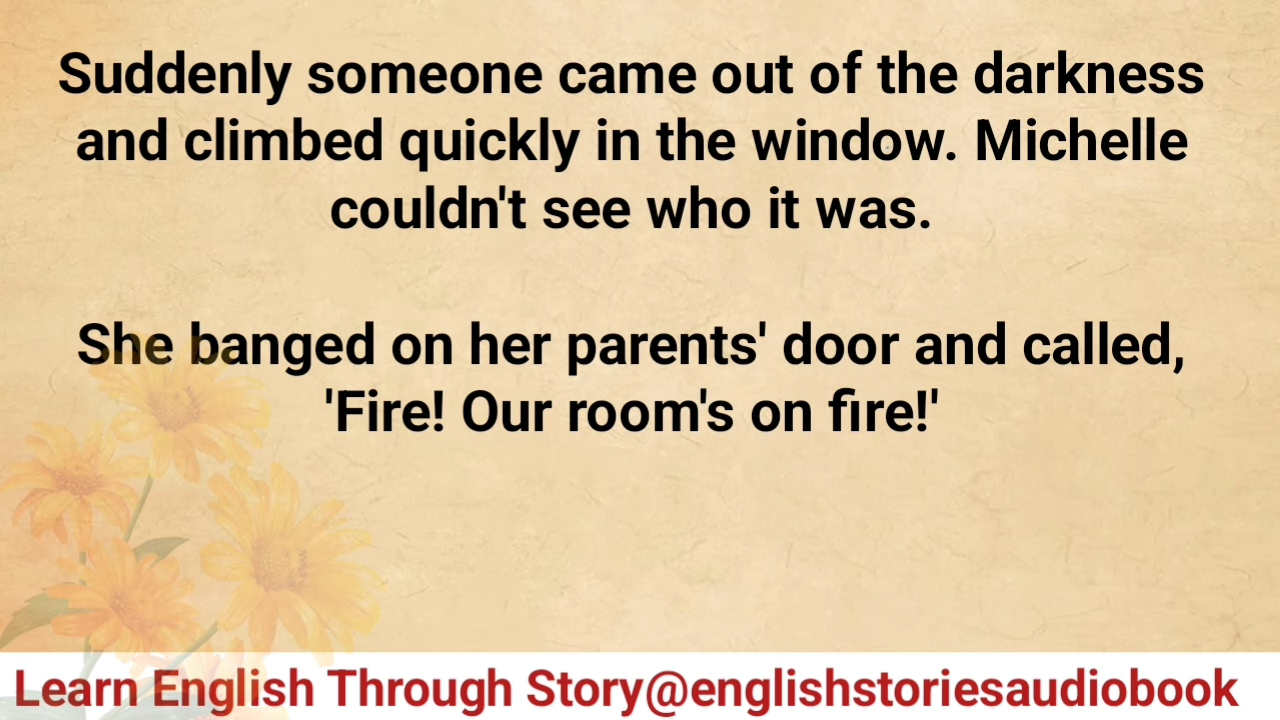 Suddenly someone came out of the darkness
and climbed quickly in the window. Michelle
couldn't see who it was.
She banged on her parents' door and called,
'Fire! Our room's on fire!'
Learn English Through Story@englishstoriesaudiobook